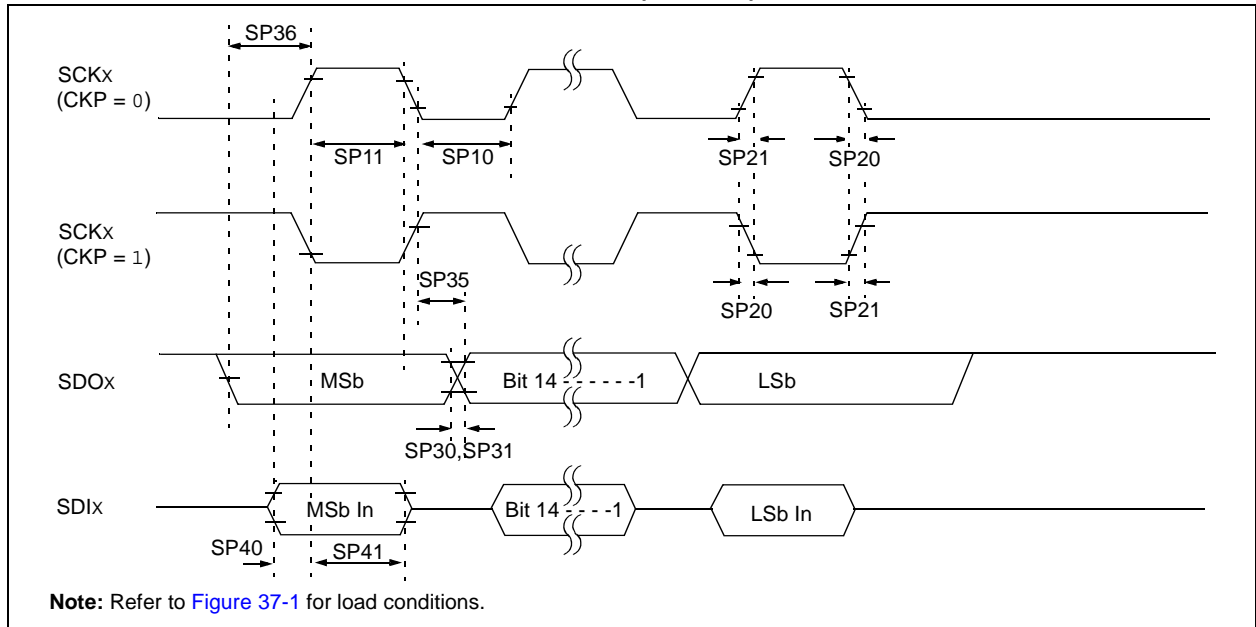 SP36
SCKX
(CKP = 0)
SP11
SP10
SP21
SP20
SCKX
(CKP = 1)
SP35
SP20
SP21
SDOX
MSb
Bit 14 - - - - - -1
LSb
SP30,SP31
SDIX
MSb In
Bit 14 - - - -1
LSb In
SP40
SP41
Note: Refer to Figure 37-1 for load conditions.